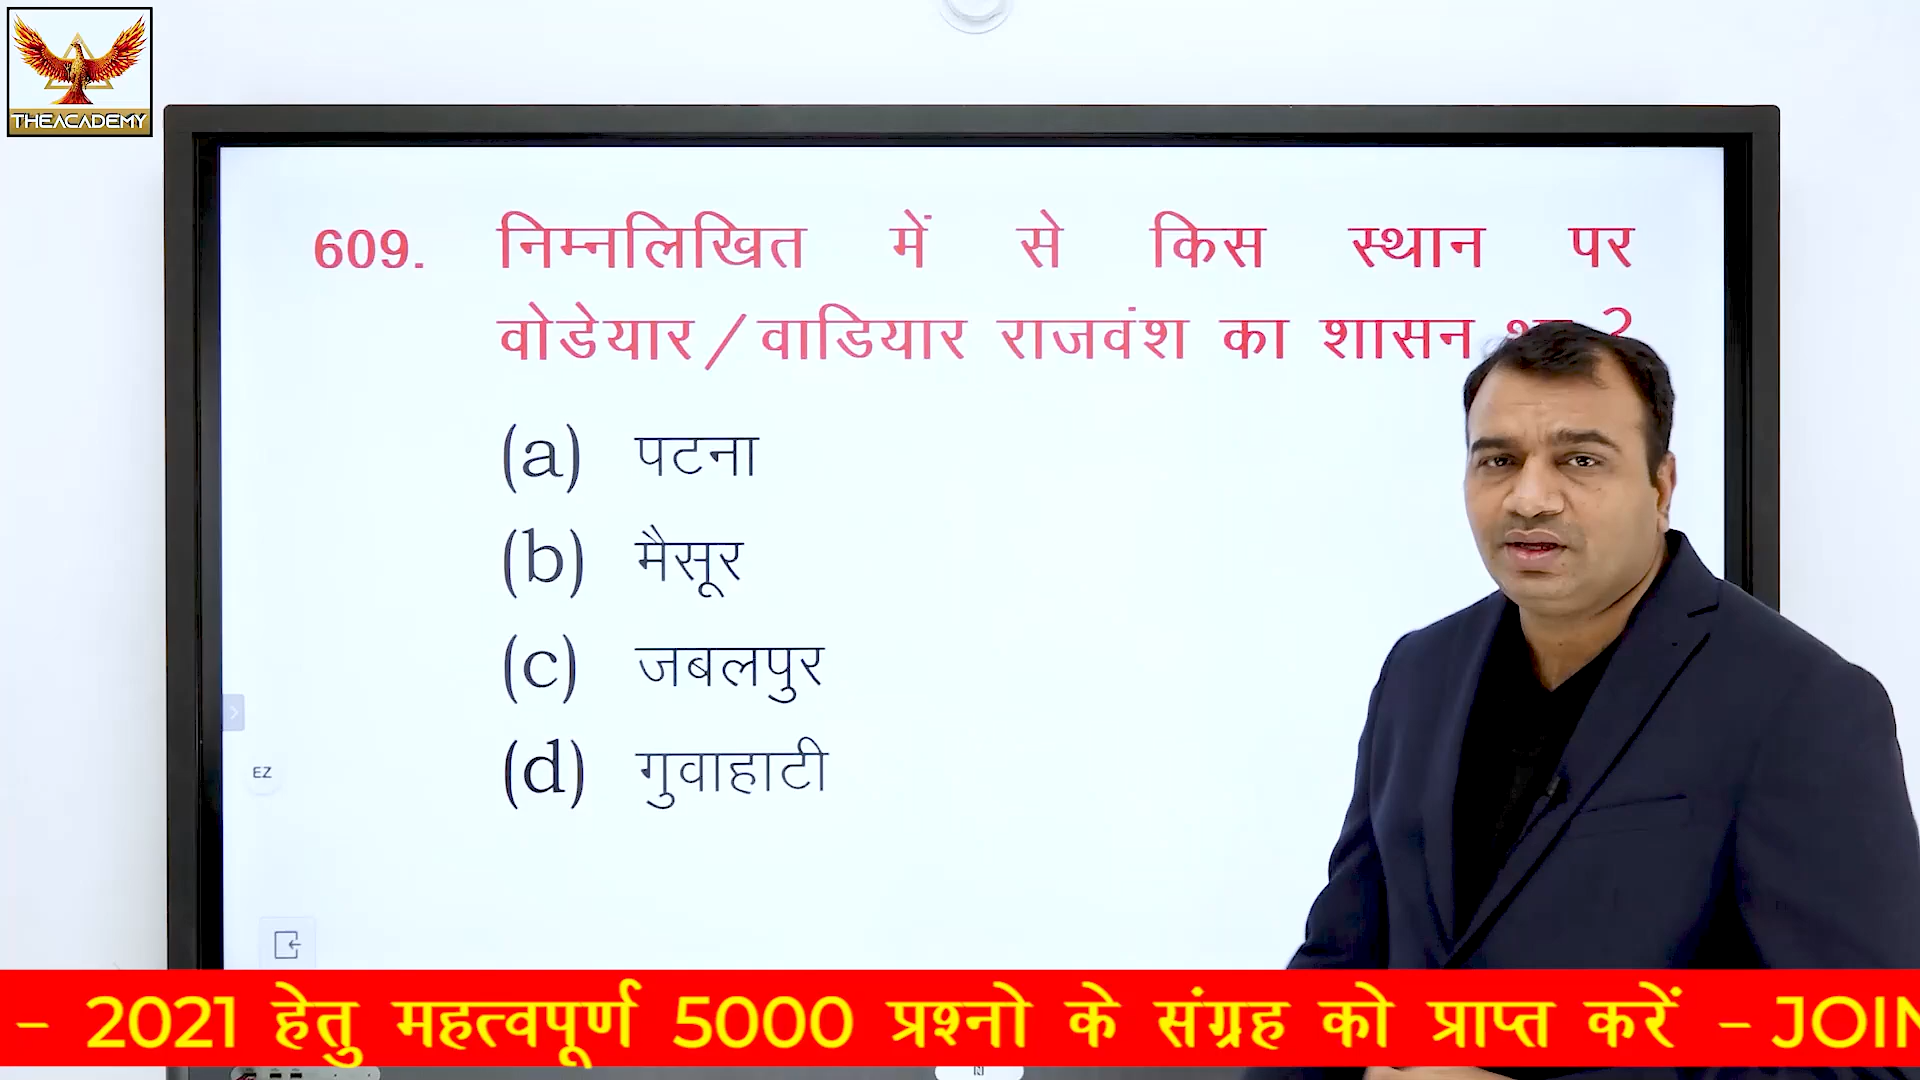 THEACADEMY
609. निम्नलिखित में से किस स्थान पर
वोडेयार/वाडियार राजवंश का शासन
(a) पटना
(b) मैसूर
(c) जबलपुर
(d) गुवाहाटी
EZ
– 2021 हेतु महत्वपूर्ण 5000 प्रश्नो के संग्रह को प्राप्त करें – JOIN